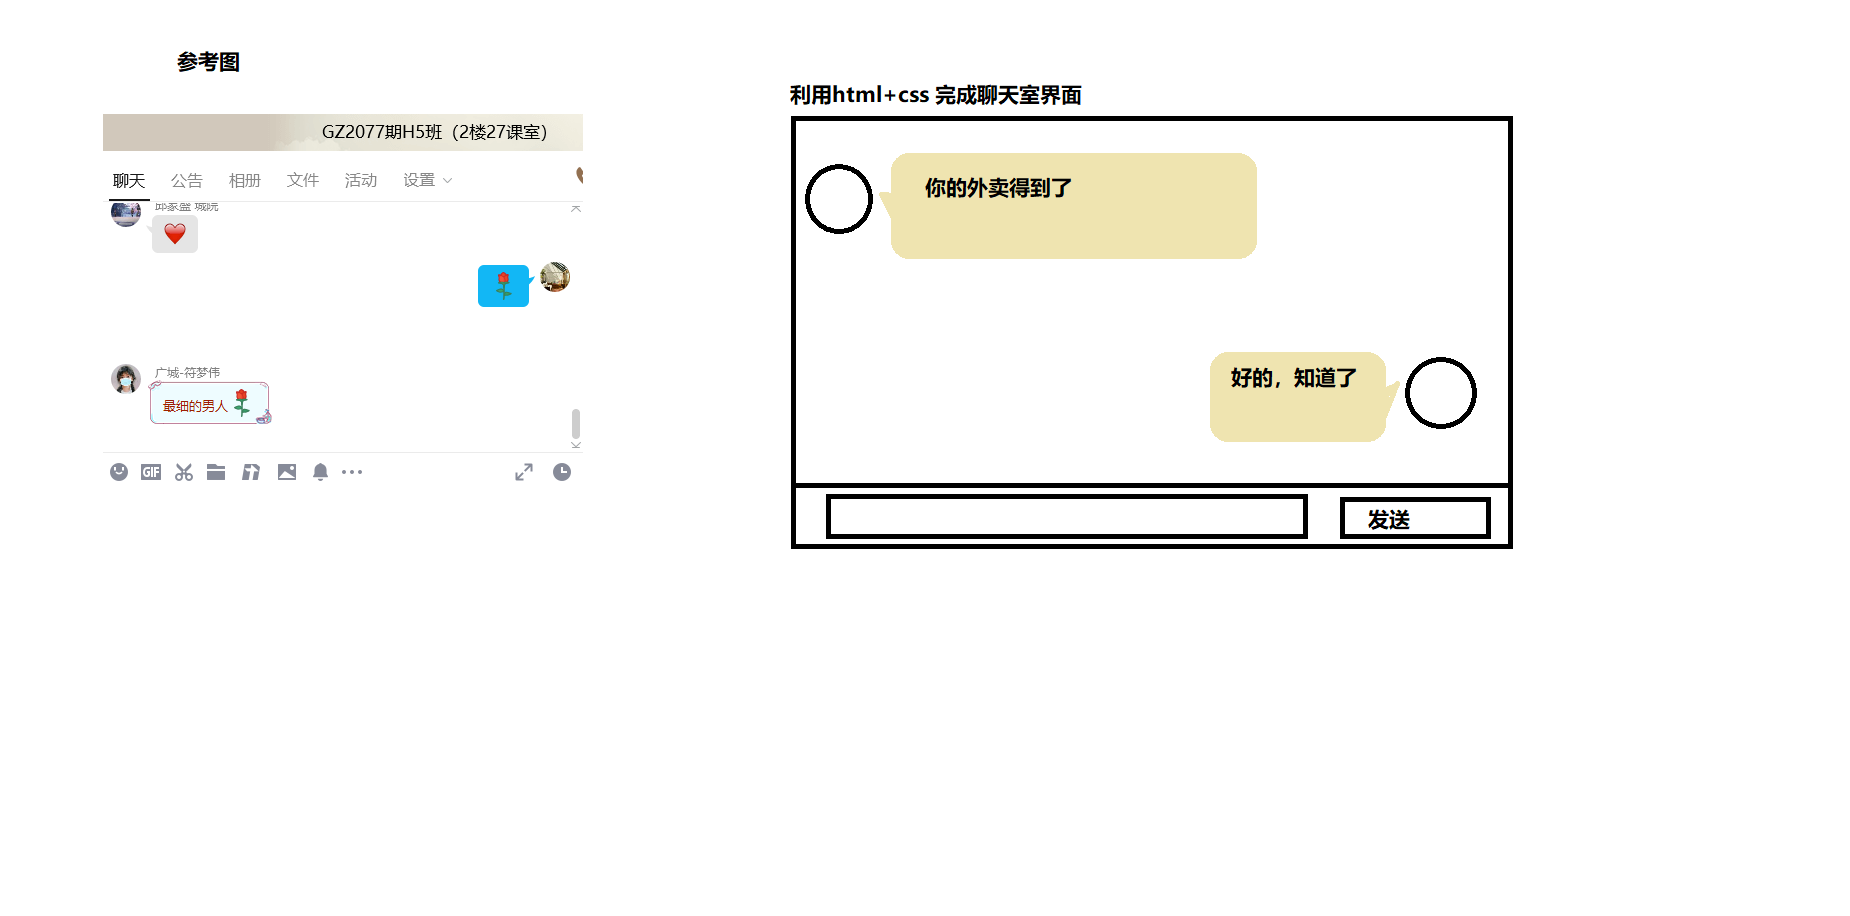 参考图
GZ2077期H5班（2楼27课室）
聊天 公告 相册 文件 活动 设置
广城-符梦伟
最细的男人
GIF
利用html+css 完成聊天室界面
你的外卖得到了
好的，知道了
发送